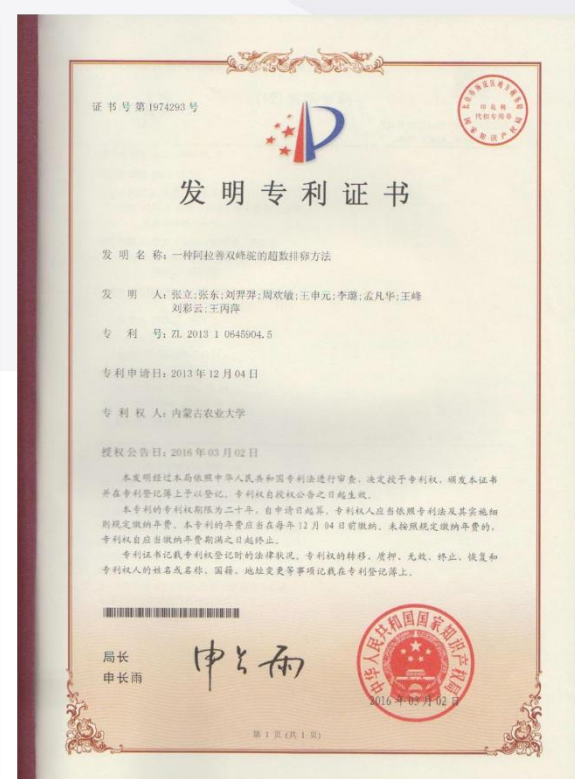 证书号第1974293号
发明专利证书
发明名称：一种阿拉善双峰驼的超数排卵方法
发明人：张立;张东;刘羿羿;周欢敏;王申元;李璐;孟凡华;王峰
刘彩云;王丙萍
专利号：ZL 2013 1 0645904.5
专利申请日：2013年12月04日
专利权人：内蒙古农业大学
授权公告日：2016年03月02日
本发明经过本局依照中华人民共和国专利法进行审查，决定授予专利权，颁发本证书
并在专利登记簿上予以登记。专利权自授权公告之日起生效。
本专利的专利权期限为二十年，自申请日起算。专利权人应当依照专利法及其实施细
则规定缴纳年费。本专利的年费应当在每年12月04日前缴纳。未按照规定缴纳年费的，
专利权自应当缴纳年费期满之日起终止。
专利证书记载专利权登记时的法律状况。专利权的转移、质押、无效、终止、恢复和
专利权人的姓名或名称、国籍、地址变更等事项记载在专利登记簿上。
局长
申长雨
申长雨
中华人民共和国国家知识产权局
2016年03月02日
第1页(共1页)